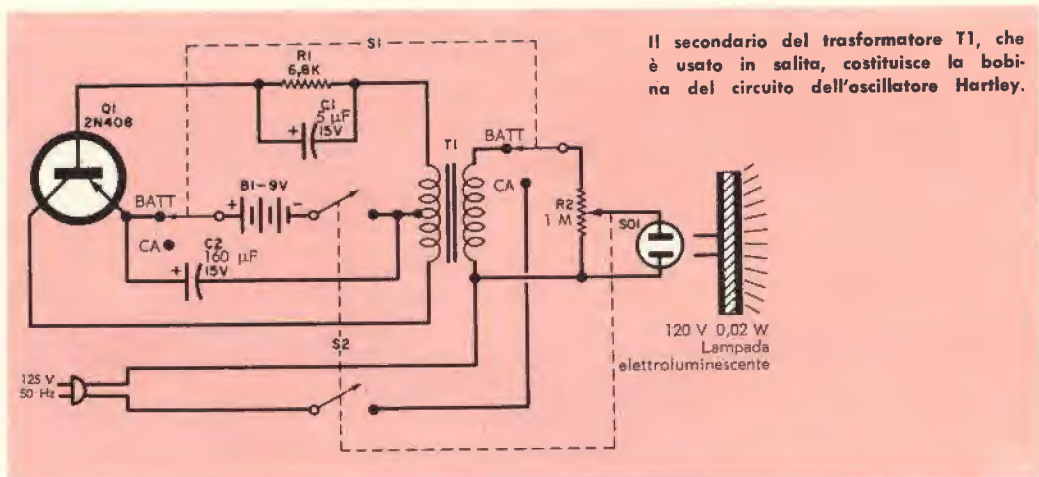 S1
Il secondario del trasformatore T1, che
è usato in salita, costituisce la bobi-
na del circuito dell'oscillatore Hartley.
R1
6,8K
Q1
2N408
C1
5 µF
15V
+
T1
BATT
BATT
B1-9V
+
-
CA
CA
R2
1 M
SO1
C2
160 µF
15V
+
S2
120 V 0,02 W
Lampada
elettroluminescente
125 V
50 Hz